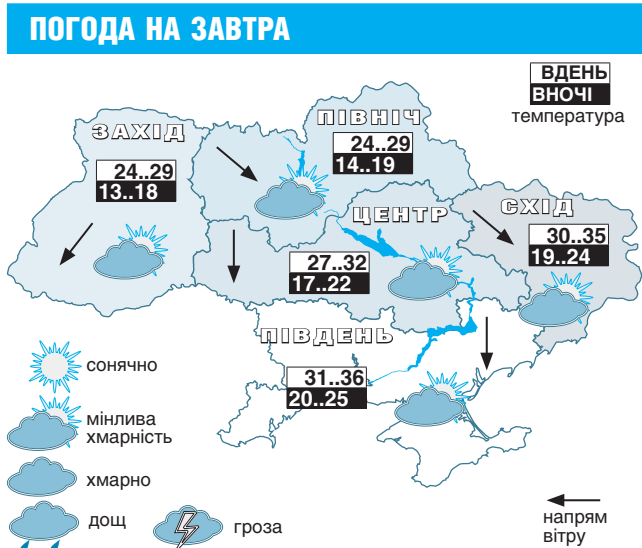 ПОГОДА НА ЗАВТРА
ВДЕНЬ
ВНОЧІ
температура
ЗАХІД
24..29
13..18
ПІВНІЧ
24..29
14..19
ЦЕНТР
27..32
17..22
СХІД
30..35
19..24
ПІВДЕНЬ
31..36
20..25
сонячно
мінлива
хмарність
хмарно
дощ
гроза
напрям
вітру